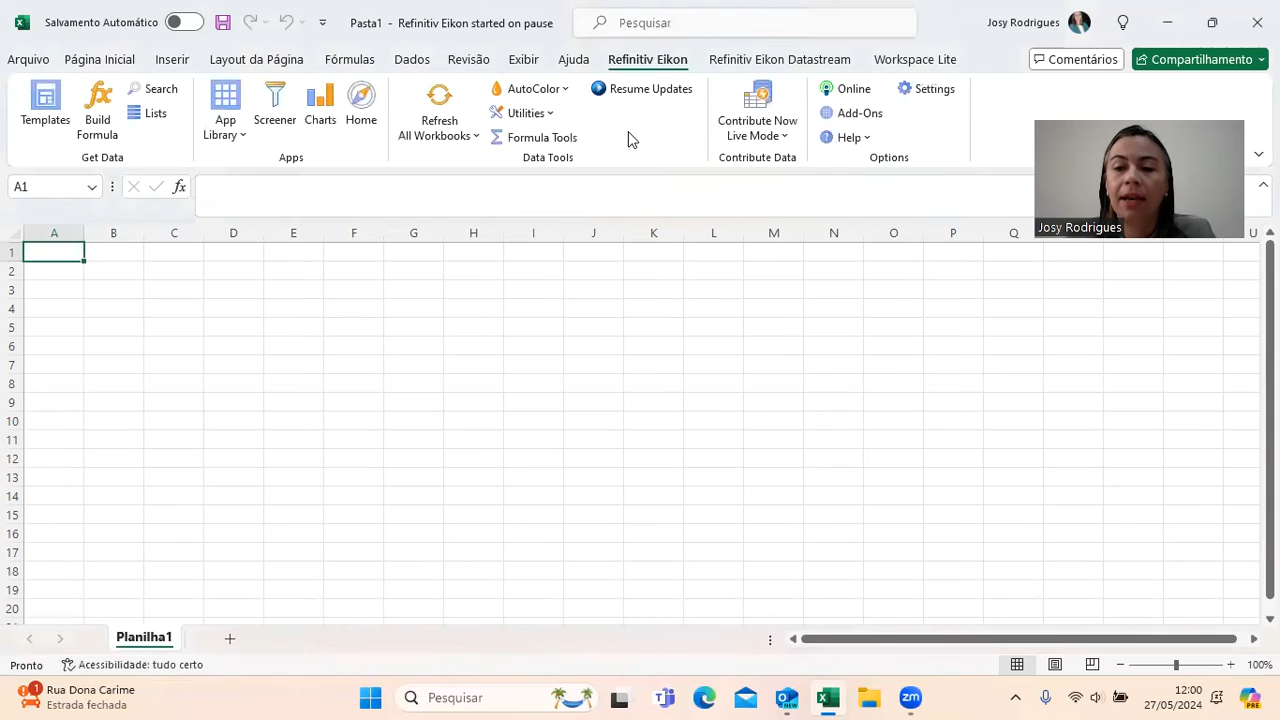 Salvamento Automático
Pasta1 - Refinitiv Eikon started on pause
Pesquisar
Josy Rodrigues
Arquivo
Página Inicial
Inserir
Layout da Página
Fórmulas
Dados
Revisão
Exibir
Ajuda
Refinitiv Eikon
Refinitiv Eikon Datastream
Workspace Lite
Comentários
Compartilhamento
Templates
Build
Formula
Search
Lists
Get Data
App
Library
Screener
Charts
Home
Apps
Refresh
All Workbooks
AutoColor
Utilities
Formula Tools
Resume Updates
Data Tools
Contribute Now
Live Mode
Contribute Data
Online
Add-Ons
Help
Settings
Options
A1
fx
Josy Rodrigues
A B C D E F G H I J K L M N O P Q U
1
2
3
4
5
6
7
8
9
10
11
12
13
14
15
16
17
18
19
20
Planilha1
Pronto
Acessibilidade: tudo certo
100%
1
Rua Dona Carime
Estrada fechada
Pesquisar
NEW
zm
12:00
27/05/2024
PRE